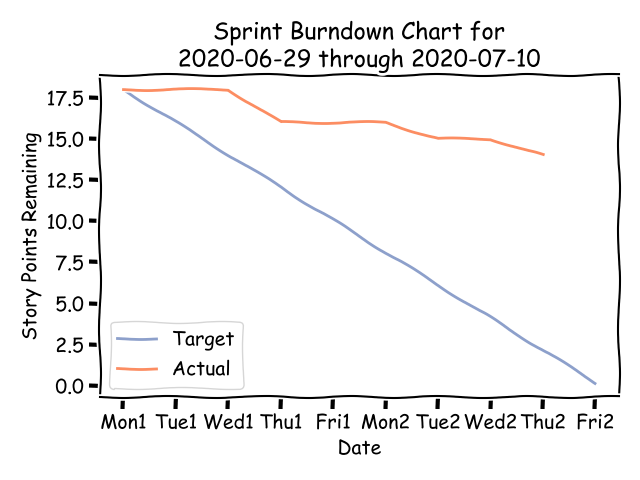 Sprint Burndown Chart for
2020-06-29 through 2020-07-10
Story Points Remaining
17.5
15.0
12.5
10.0
7.5
5.0
2.5
0.0
Target
Actual
Mon1 Tue1 Wed1 Thu1 Fri1 Mon2 Tue2 Wed2 Thu2 Fri2
Date